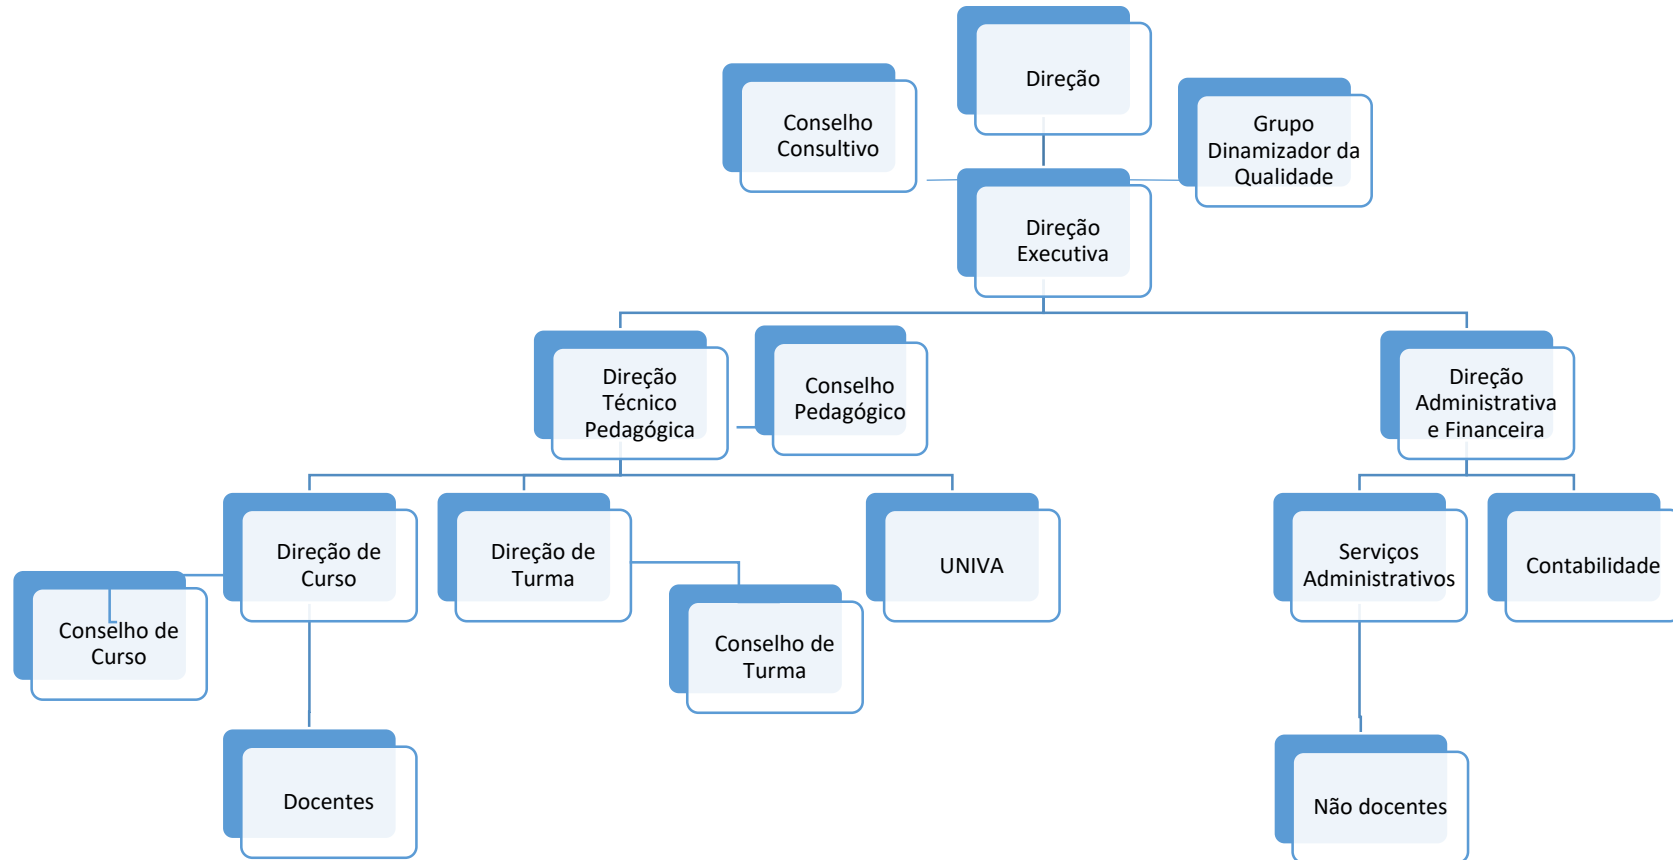 Direção
Conselho
Consultivo
Grupo
Dinamizador da
Qualidade
Direção
Executiva
Direção
Técnico
Pedagógica
Conselho
Pedagógico
Direção
Administrativa
e Financeira
Direção de
Curso
Direção de
Turma
UNIVA
Serviços
Administrativos
Contabilidade
Conselho de
Curso
Conselho de
Turma
Docentes
Não docentes